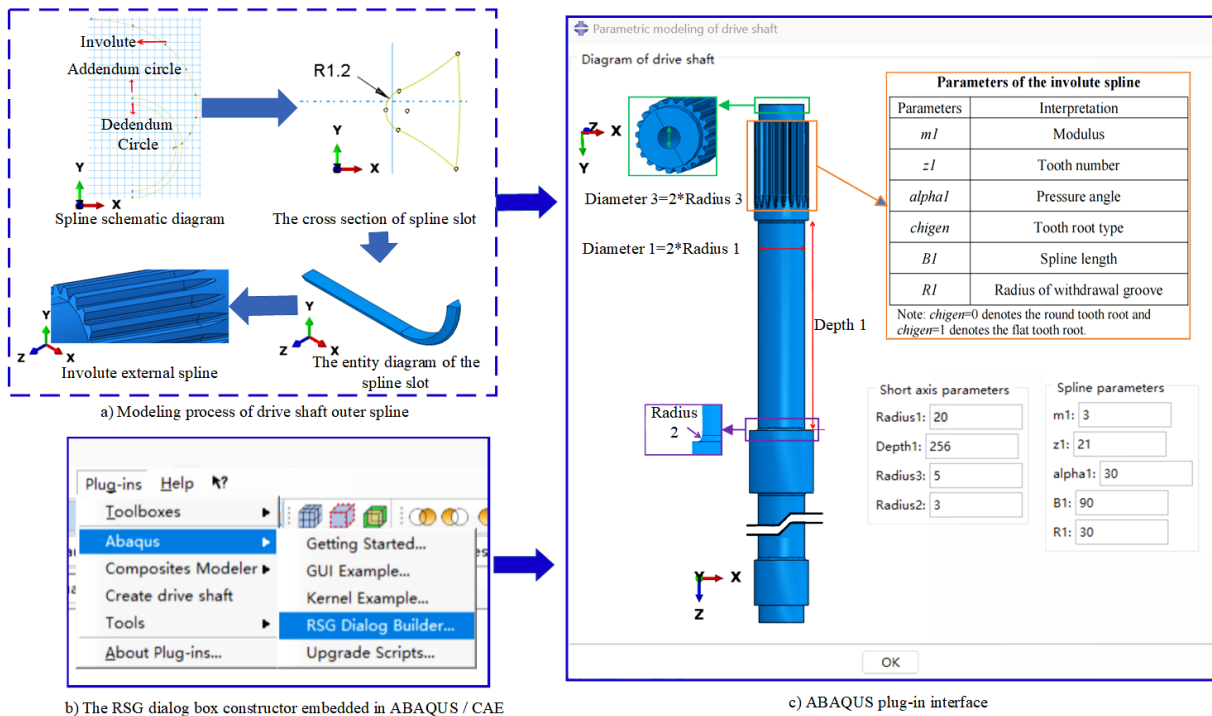 Involute
Addendum circle
Dedendum
Circle
Y
Z
X
Spline schematic diagram
R1.2
Y
Z
X
The cross section of spline slot
Y
Z
X
Involute external spline
Y
Z
X
The entity diagram of the
spline slot
a) Modeling process of drive shaft outer spline
Plug-ins Help
Toolboxes
Abaqus
Composites Modeler
Create drive shaft
Tools
About Plug-ins...
Getting Started...
GUI Example...
Kernel Example...
RSG Dialog Builder...
Upgrade Scripts...
b) The RSG dialog box constructor embedded in ABAQUS / CAE
Parametric modeling of drive shaft
Diagram of drive shaft
Z
X
Y
Diameter 3=2*Radius 3
Diameter 1=2*Radius 1
Depth 1
Radius
2
Y
X
Z
Parameters of the involute spline
Parameters Interpretation
m1 Modulus
z1 Tooth number
alpha1 Pressure angle
chigen Tooth root type
B1 Spline length
R1 Radius of withdrawal groove
Note: chigen=0 denotes the round tooth root and
chigen=1 denotes the flat tooth root.
Short axis parameters
Radius1: 20
Depth1: 256
Radius3: 5
Radius2: 3
Spline parameters
m1: 3
z1: 21
alpha1: 30
B1: 90
R1: 30
OK
c) ABAQUS plug-in interface